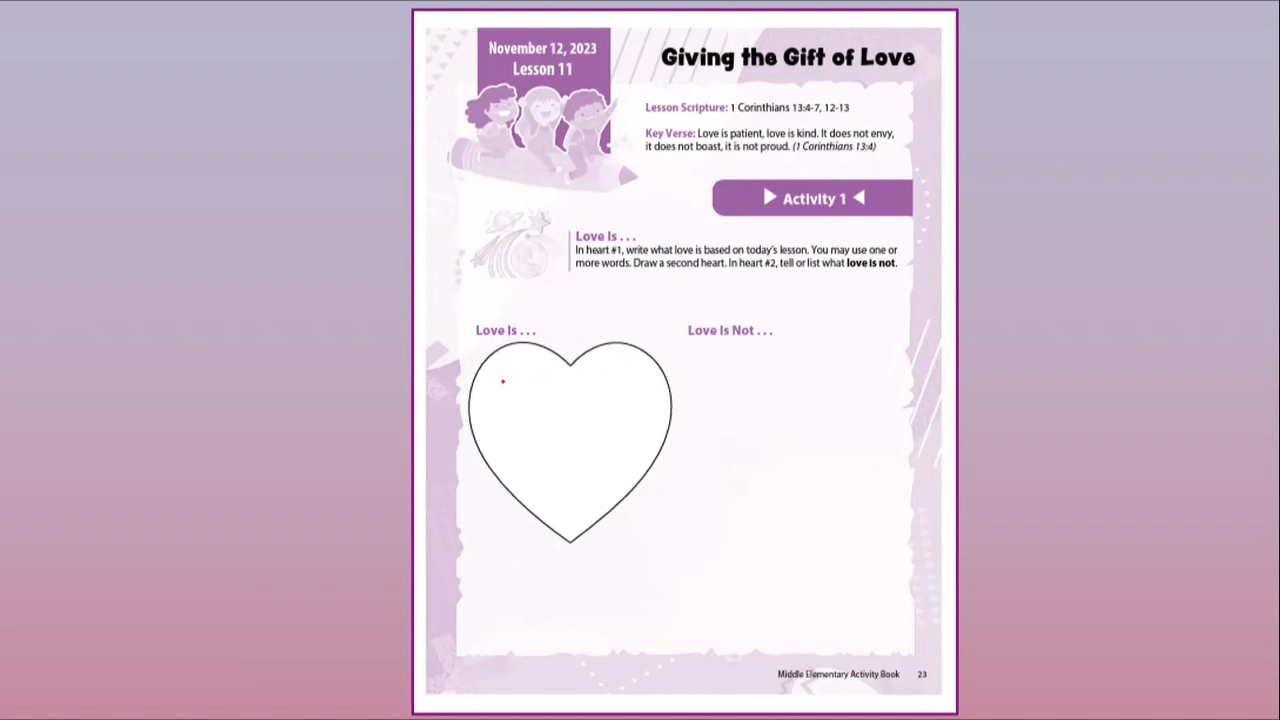 November 12, 2023
Lesson 11
Giving the Gift of Love
Lesson Scripture: 1 Corinthians 13:4-7, 12-13
Key Verse: Love is patient, love is kind. It does not envy,
it does not boast, it is not proud. (1 Corinthians 13:4)
Activity 1
Love Is . . .
In heart #1, write what love is based on today's lesson. You may use one or
more words. Draw a second heart. In heart #2, tell or list what love is not.
Love Is . . .
Love Is Not . . .
Middle Elementary Activity Book 23